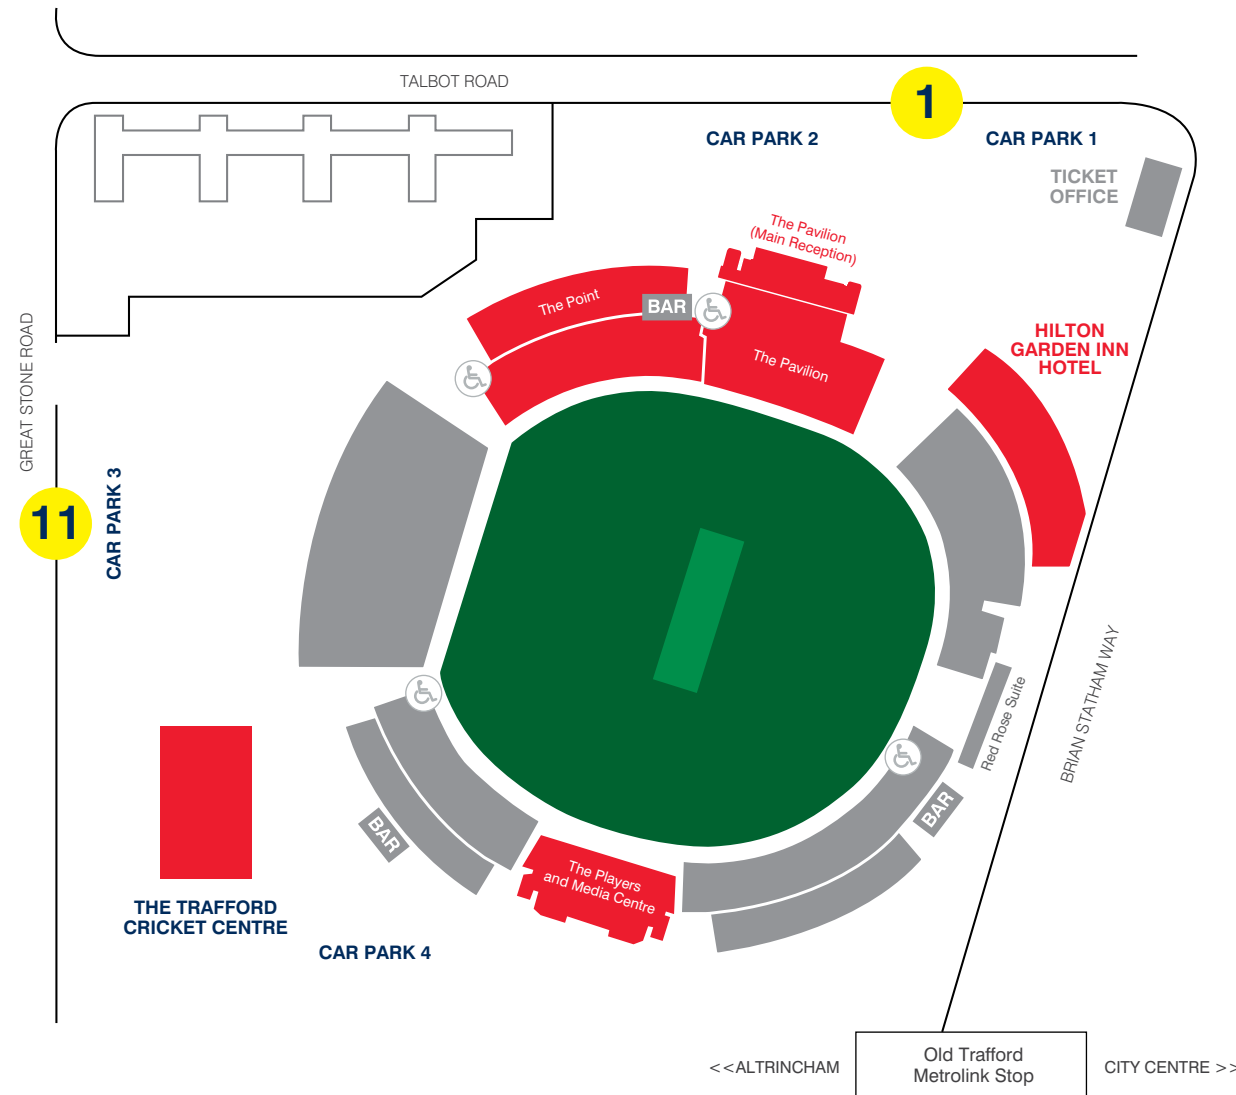 TALBOT ROAD
1
CAR PARK 2
CAR PARK 1
TICKET
OFFICE
The Pavilion
(Main Reception)
The Point
BAR
The Pavilion
HILTON
GARDEN INN
HOTEL
GREAT STONE ROAD
11
CAR PARK 3
BRIAN STATHAM WAY
Red Rose Suite
BAR
BAR
The Players
and Media Centre
THE TRAFFORD
CRICKET CENTRE
CAR PARK 4
<<ALTRINCHAM
Old Trafford
Metrolink Stop
CITY CENTRE >>